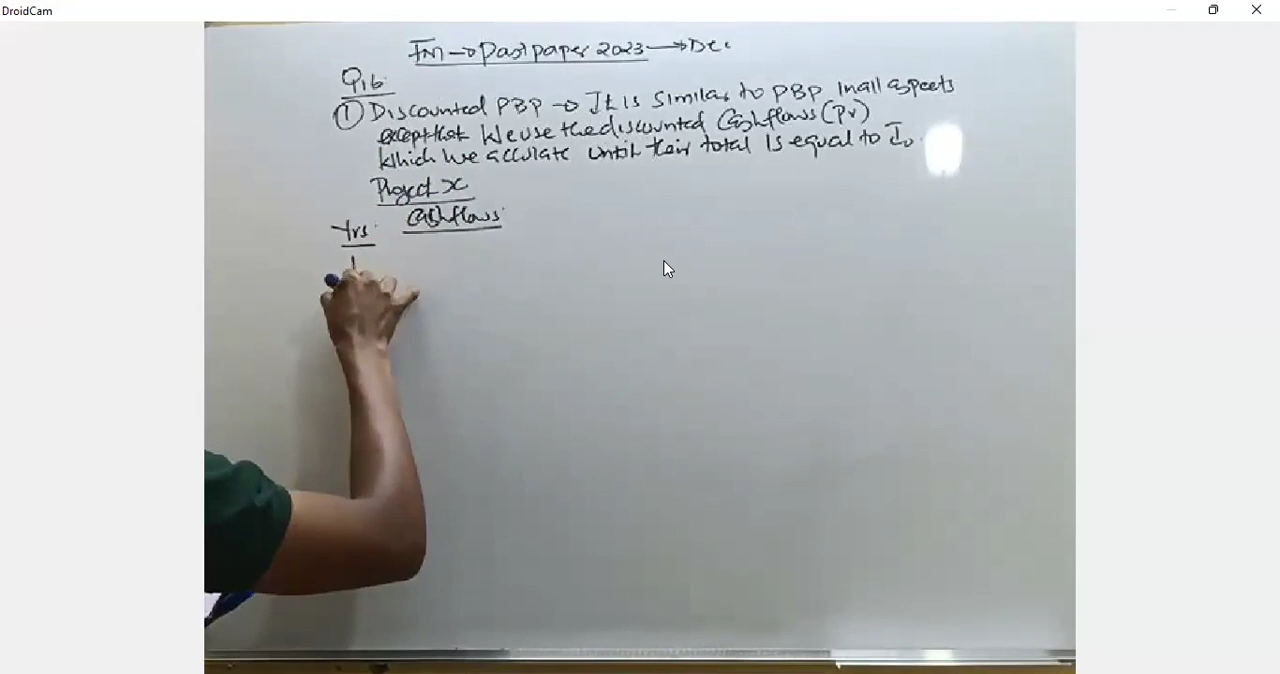 DroidCam
FM → Past paper 2023 → Dec
Q1b
① Discounted PBP → It is similar to PBP in all aspects
except that we use the discounted Cashflows (PV)
which we acculate until their total is equal to I₀.
Project X
Yrs Cashflows
1